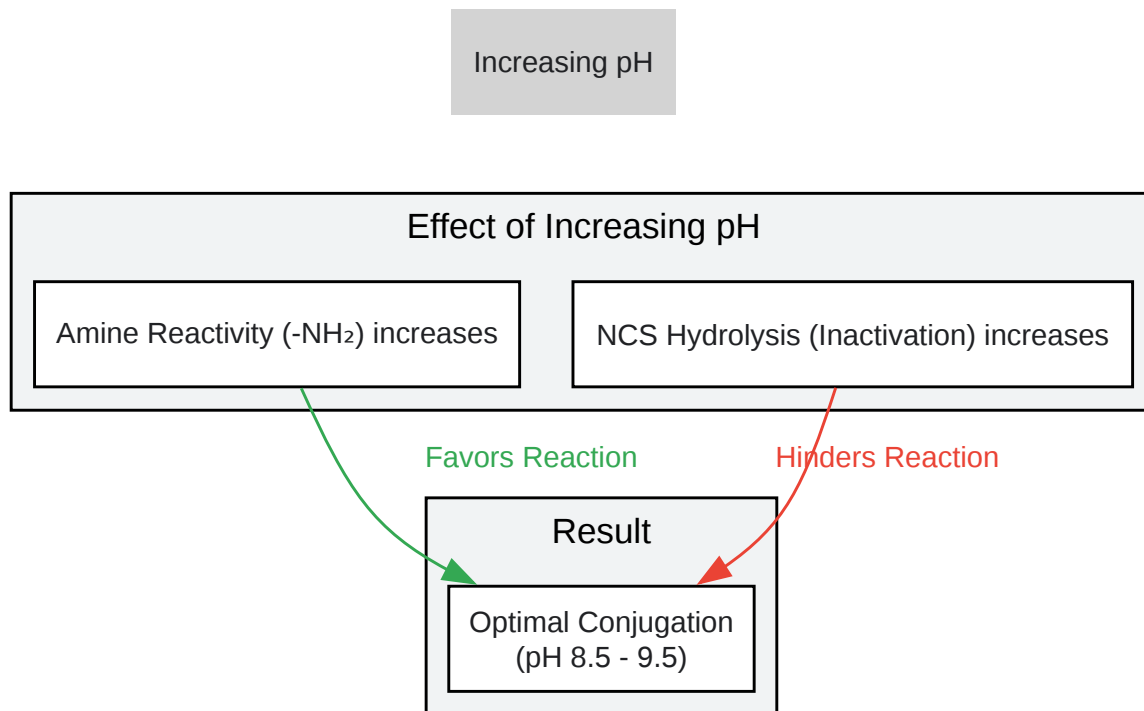 Increasing pH
Effect of Increasing pH
Amine Reactivity (-NH₂) increases
NCS Hydrolysis (Inactivation) increases
Favors Reaction
Hinders Reaction
Result
Optimal Conjugation
(pH 8.5 - 9.5)